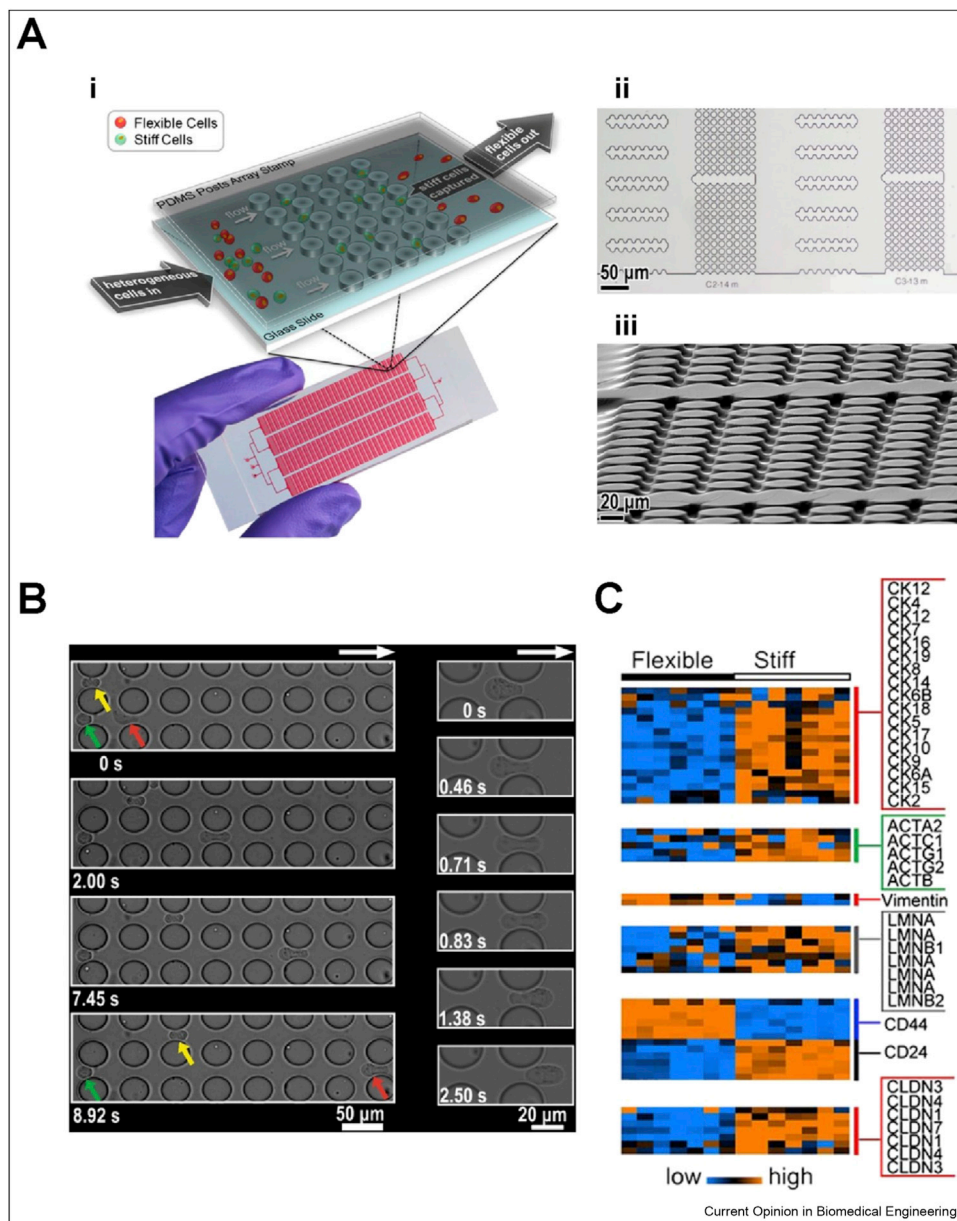 A
i
Flexible Cells
Stiff Cells
PDMS Posts Array Stamp
flow
flow
flow
heterogeneous
cells in
stiff cells
captured
flexible
cells out
Glass Slide
ii
50 µm
C2-14 m
C3-13 m
iii
20 µm
B
0 s
2.00 s
7.45 s
8.92 s
50 µm
0 s
0.46 s
0.71 s
0.83 s
1.38 s
2.50 s
20 µm
C
Flexible
Stiff
CK12
CK4
CK12
CK7
CK16
CK19
CK8
CK14
CK6B
CK18
CK5
CK17
CK10
CK9
CK6A
CK15
CK2
ACTA2
ACTC1
ACTG1
ACTG2
ACTB
Vimentin
LMNA
LMNA
LMNB1
LMNA
LMNA
LMNA
LMNB2
CD44
CD24
CLDN3
CLDN4
CLDN1
CLDN7
CLDN1
CLDN4
CLDN3
low
high
Current Opinion in Biomedical Engineering